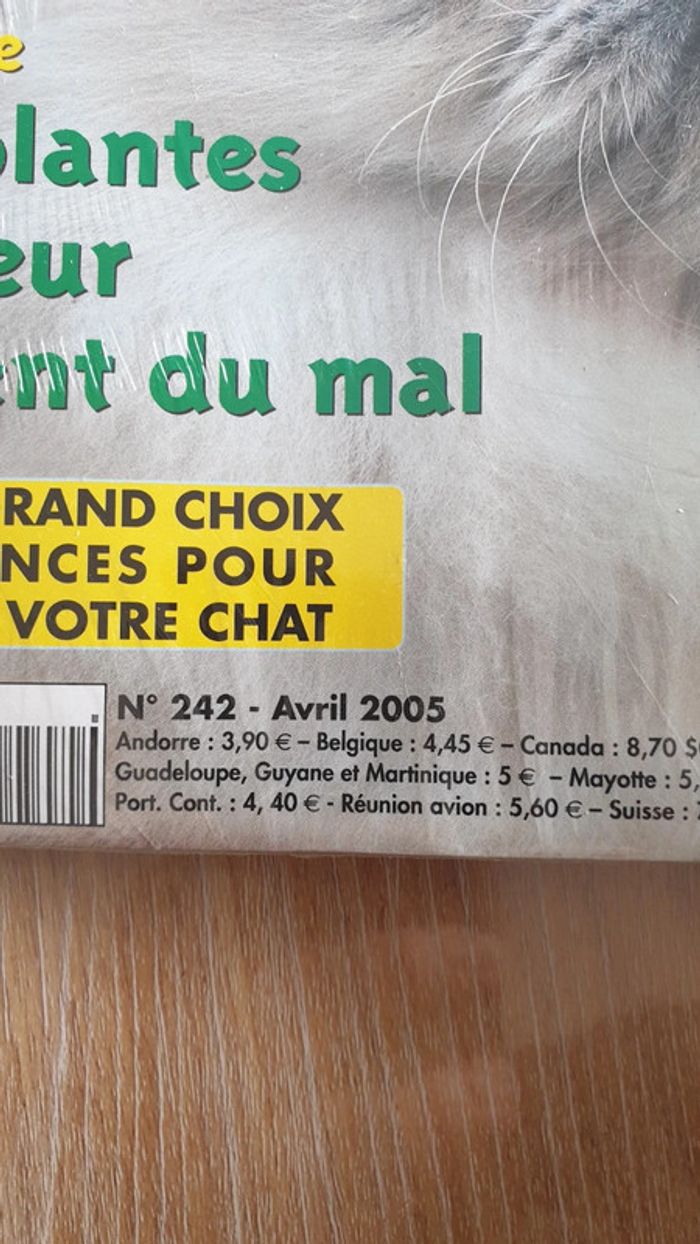 e
plantes
eur
ent du mal
RAND CHOIX
NCES POUR
VOTRE CHAT
N° 242 - Avril 2005
Andorre : 3,90 € – Belgique : 4,45 € – Canada : 8,70 $
Guadeloupe, Guyane et Martinique : 5 € – Mayotte : 5,
Port. Cont. : 4, 40 € - Réunion avion : 5,60 € – Suisse :